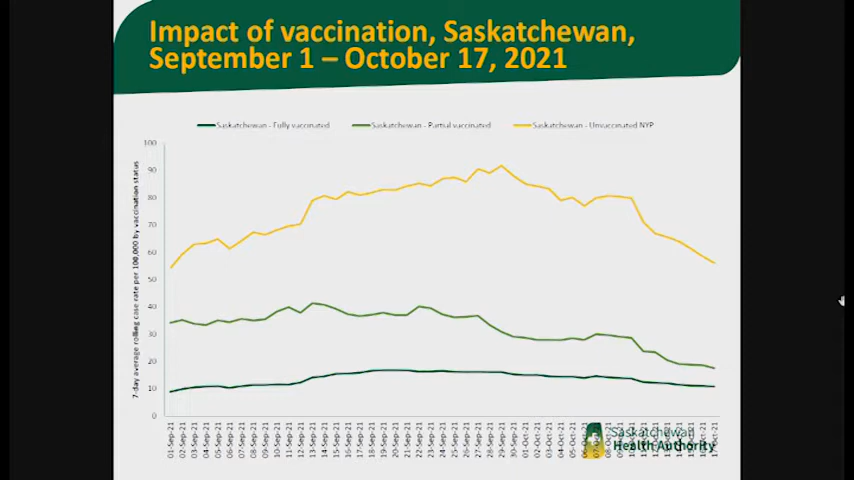 Impact of vaccination, Saskatchewan,
September 1 – October 17, 2021
Saskatchewan - Fully vaccinated
Saskatchewan - Partial vaccinated
Saskatchewan - Unvaccinated NYP
7-day average rolling case rate per 100,000 by vaccination status
100
90
80
70
60
50
40
30
20
10
0
01-Sep-21
02-Sep-21
03-Sep-21
04-Sep-21
05-Sep-21
06-Sep-21
07-Sep-21
08-Sep-21
09-Sep-21
10-Sep-21
11-Sep-21
12-Sep-21
13-Sep-21
14-Sep-21
15-Sep-21
16-Sep-21
17-Sep-21
18-Sep-21
19-Sep-21
20-Sep-21
21-Sep-21
22-Sep-21
23-Sep-21
24-Sep-21
25-Sep-21
26-Sep-21
27-Sep-21
28-Sep-21
29-Sep-21
30-Sep-21
01-Oct-21
02-Oct-21
03-Oct-21
04-Oct-21
05-Oct-21
Saskatchewan
Health Authority